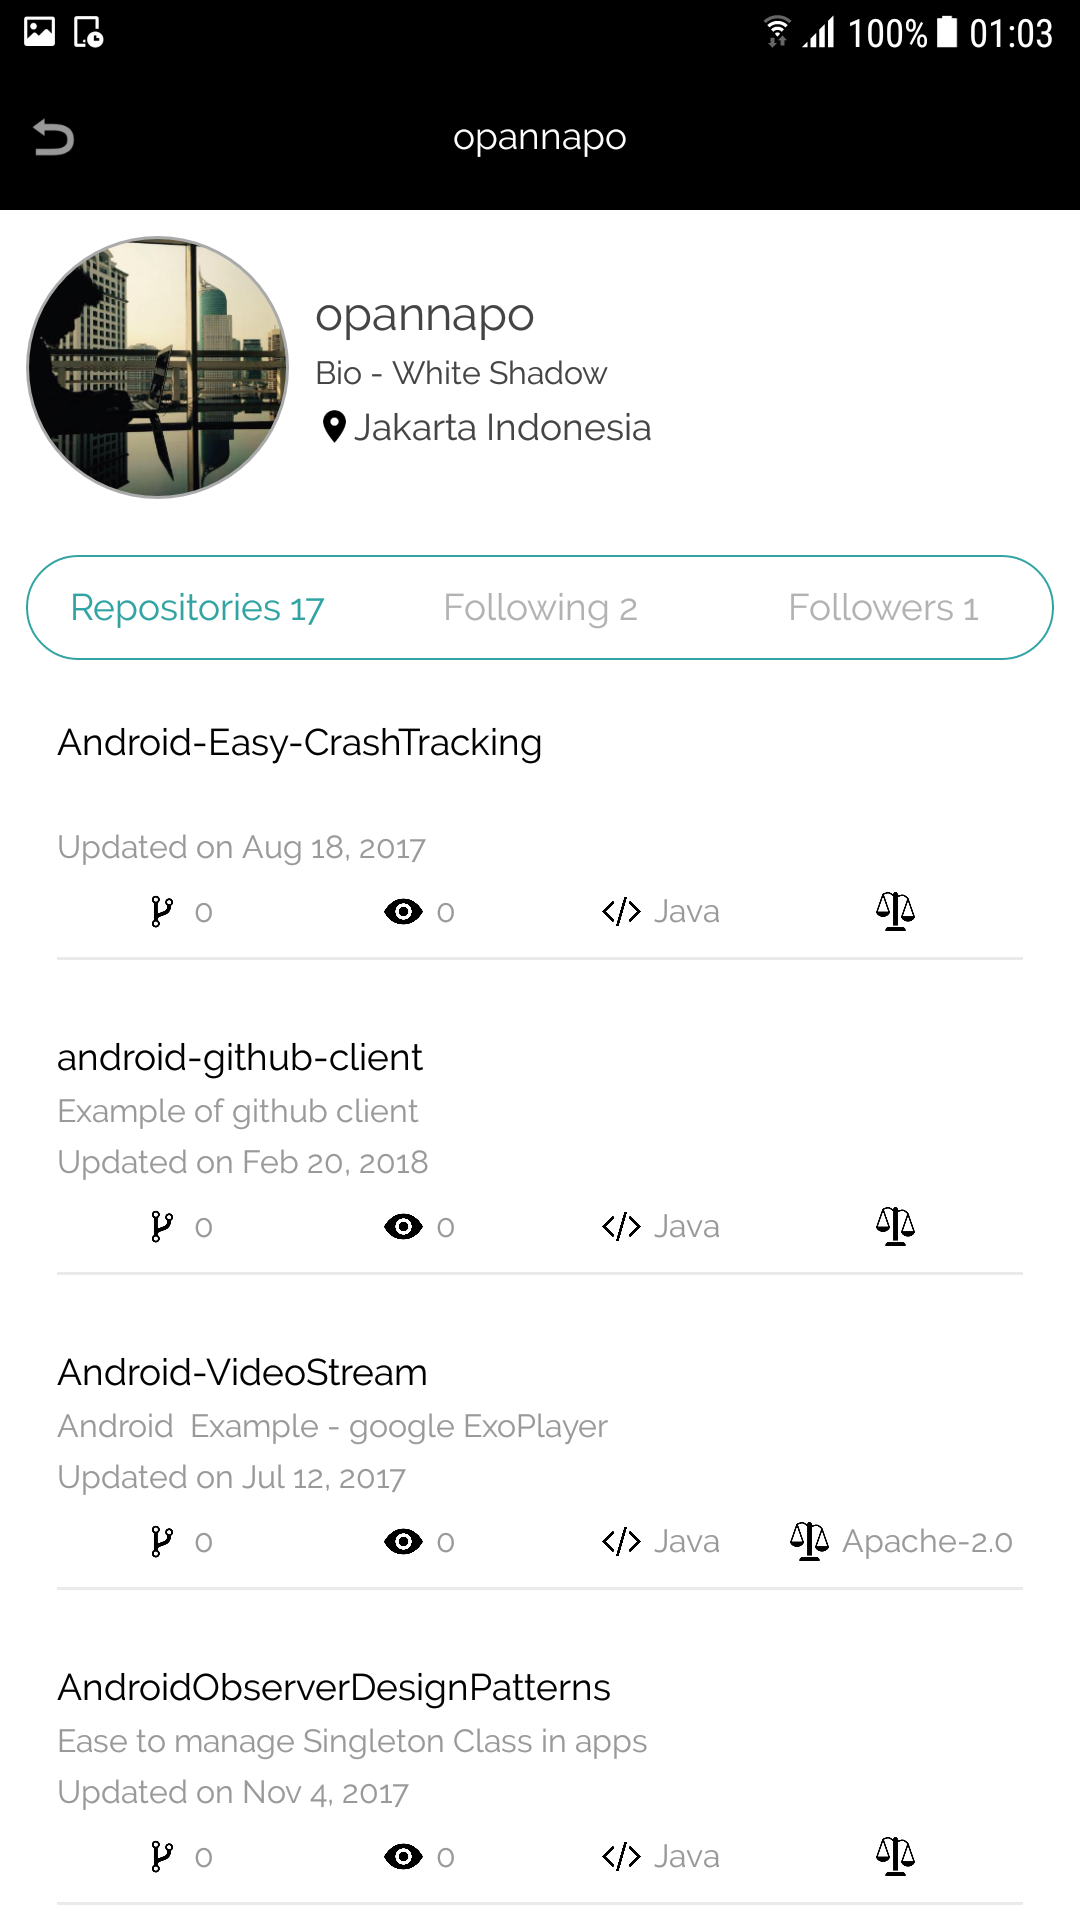 100% 01:03
opannapo
opannapo
Bio - White Shadow
Jakarta Indonesia
Repositories 17 Following 2 Followers 1
Android-Easy-CrashTracking
Updated on Aug 18, 2017
0 0 Java
android-github-client
Example of github client
Updated on Feb 20, 2018
0 0 Java
Android-VideoStream
Android  Example - google ExoPlayer
Updated on Jul 12, 2017
0 0 Java Apache-2.0
AndroidObserverDesignPatterns
Ease to manage Singleton Class in apps
Updated on Nov 4, 2017
0 0 Java